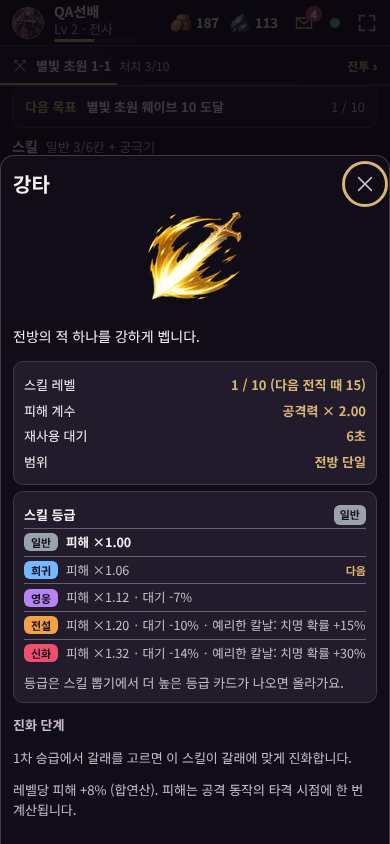 QA선배
Lv 2 · 전사
187
113
4
별빛 초원 1-1 처치 3/10
전투 ›
다음 목표 별빛 초원 웨이브 10 도달
1 / 10
스킬 일반 3/6칸 + 궁극기
강타
전방의 적 하나를 강하게 벱니다.
스킬 레벨 1 / 10 (다음 전직 때 15)
피해 계수 공격력 × 2.00
재사용 대기 6초
범위 전방 단일
스킬 등급 일반
일반 피해 ×1.00
희귀 피해 ×1.06 다음
영웅 피해 ×1.12 · 대기 -7%
전설 피해 ×1.20 · 대기 -10% · 예리한 칼날: 치명 확률 +15%
신화 피해 ×1.32 · 대기 -14% · 예리한 칼날: 치명 확률 +30%
등급은 스킬 뽑기에서 더 높은 등급 카드가 나오면 올라가요.
진화 단계
1차 승급에서 갈래를 고르면 이 스킬이 갈래에 맞게 진화합니다.
레벨당 피해 +8% (합연산). 피해는 공격 동작의 타격 시점에 한 번
계산됩니다.